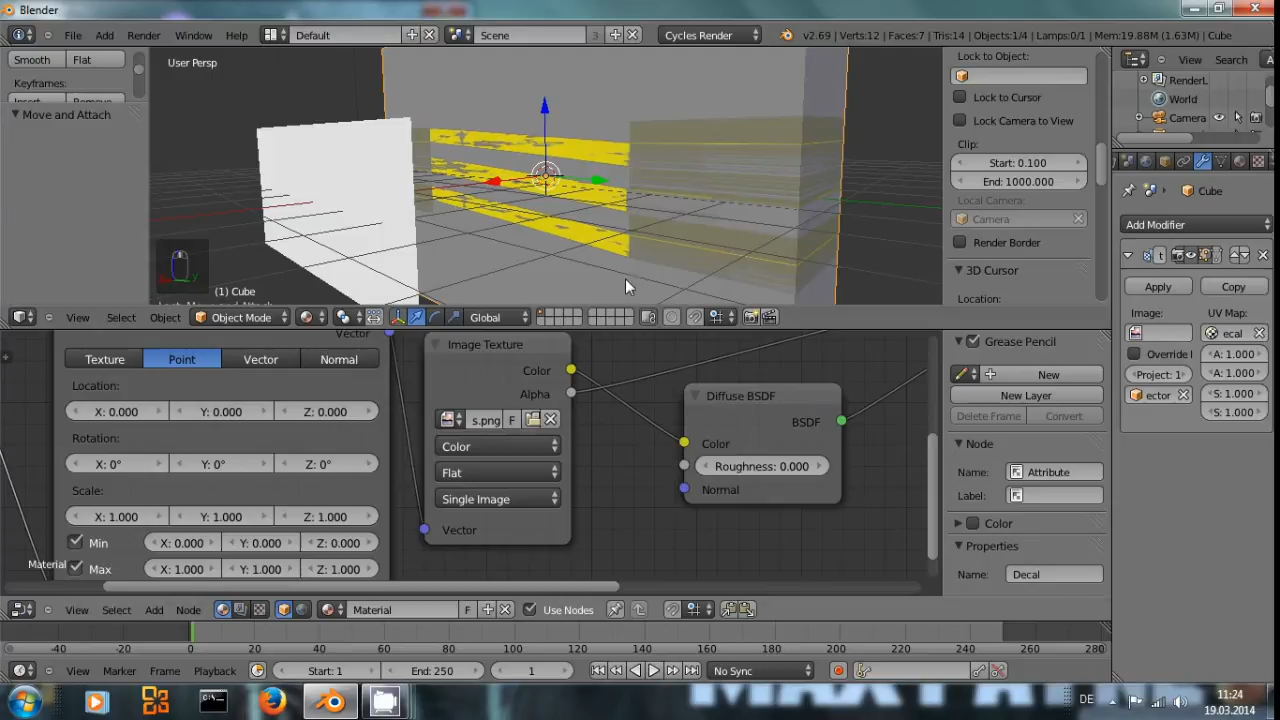 Blender
File Add Render Window Help Default Scene 3 Cycles Render v2.69 | Verts:12 | Faces:7 | Tris:14 | Objects:1/4 | Lamps:0/1 | Mem:19.88M (1.63M) | Cube
Smooth Flat
Keyframes:
Move and Attach
User Persp
(1) Cube
Lock to Object:
Lock to Cursor
Lock Camera to View
Clip:
Start: 0.100
End: 1000.000
Local Camera:
Camera
Render Border
3D Cursor
Location:
View Search
RenderL
World
Camera
Cube
Add Modifier
Apply Copy
Image: UV Map:
ecal
Override I A: 1.000
Project: 1 A: 1.000
ector S: 1.000
S: 1.000
View Select Object Object Mode Global
Vector
Texture Point Vector Normal
Location:
X: 0.000 Y: 0.000 Z: 0.000
Rotation:
X: 0° Y: 0° Z: 0°
Scale:
X: 1.000 Y: 1.000 Z: 1.000
Min X: 0.000 Y: 0.000 Z: 0.000
Material Max X: 1.000 Y: 1.000 Z: 1.000
Image Texture
Color
Alpha
s.png F
Color
Flat
Single Image
Vector
Diffuse BSDF
BSDF
Color
Roughness: 0.000
Normal
Grease Pencil
New
New Layer
Delete Frame Convert
Node
Name: Attribute
Label:
Color
Properties
Name: Decal
View Select Add Node Material F Use Nodes
-40 -20 0 20 40 60 80 100 120 140 160 180 200 220 240 260 280
View Marker Frame Playback Start: 1 End: 250 1 No Sync
DE
11:24
19.03.2014